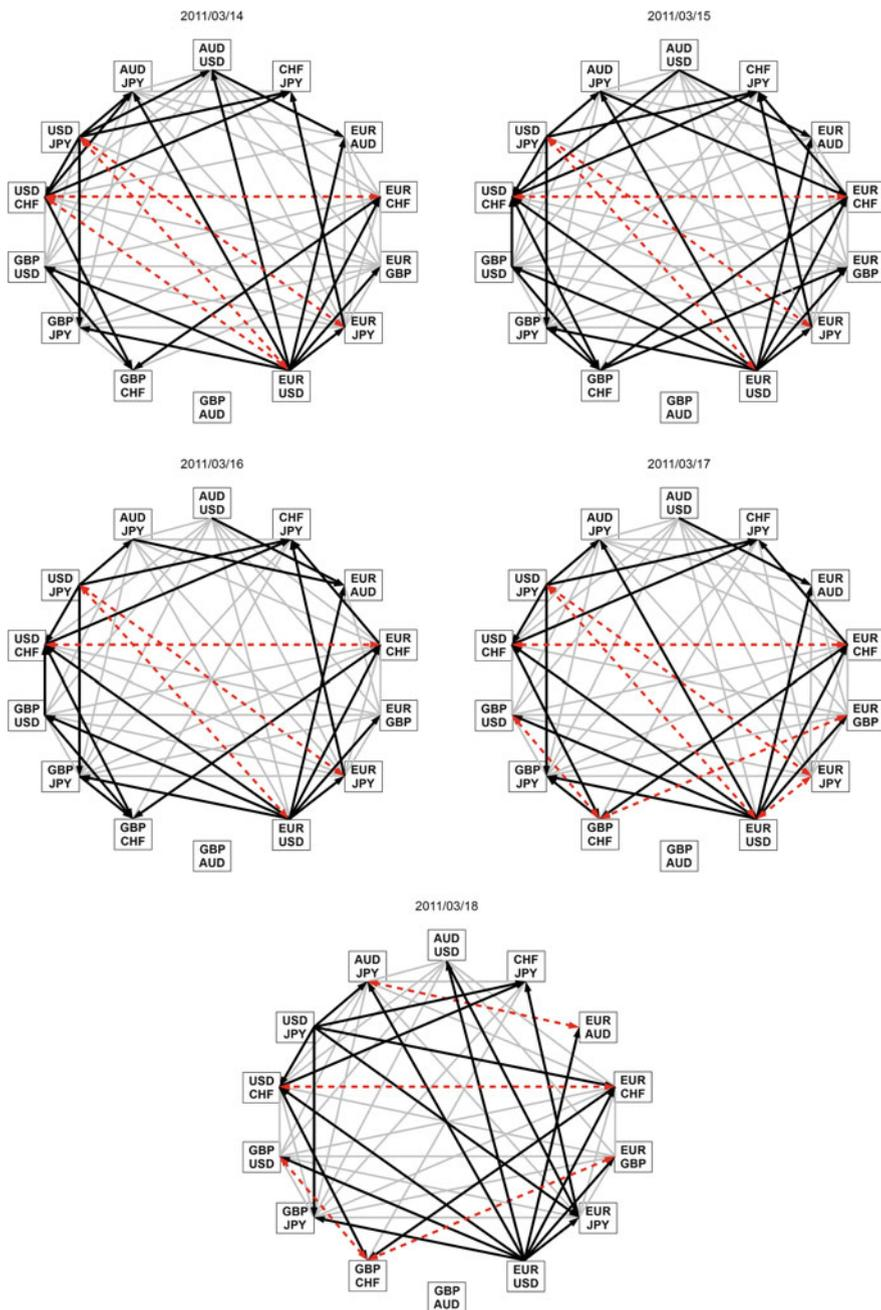 2011/03/14
AUD
USD
AUD
JPY
CHF
JPY
USD
JPY
EUR
AUD
USD
CHF
EUR
CHF
GBP
USD
EUR
GBP
GBP
JPY
EUR
JPY
GBP
CHF
EUR
USD
GBP
AUD
2011/03/15
AUD
USD
AUD
JPY
CHF
JPY
USD
JPY
EUR
AUD
USD
CHF
EUR
CHF
GBP
USD
EUR
GBP
GBP
JPY
EUR
JPY
GBP
CHF
EUR
USD
GBP
AUD
2011/03/16
AUD
USD
AUD
JPY
CHF
JPY
USD
JPY
EUR
AUD
USD
CHF
EUR
CHF
GBP
USD
EUR
GBP
GBP
JPY
EUR
JPY
GBP
CHF
EUR
USD
GBP
AUD
2011/03/17
AUD
USD
AUD
JPY
CHF
JPY
USD
JPY
EUR
AUD
USD
CHF
EUR
CHF
GBP
USD
EUR
GBP
GBP
JPY
EUR
JPY
GBP
CHF
EUR
USD
GBP
AUD
2011/03/18
AUD
USD
AUD
JPY
CHF
JPY
USD
JPY
EUR
AUD
USD
CHF
EUR
CHF
GBP
USD
EUR
GBP
GBP
JPY
EUR
JPY
GBP
CHF
EUR
USD
GBP
AUD